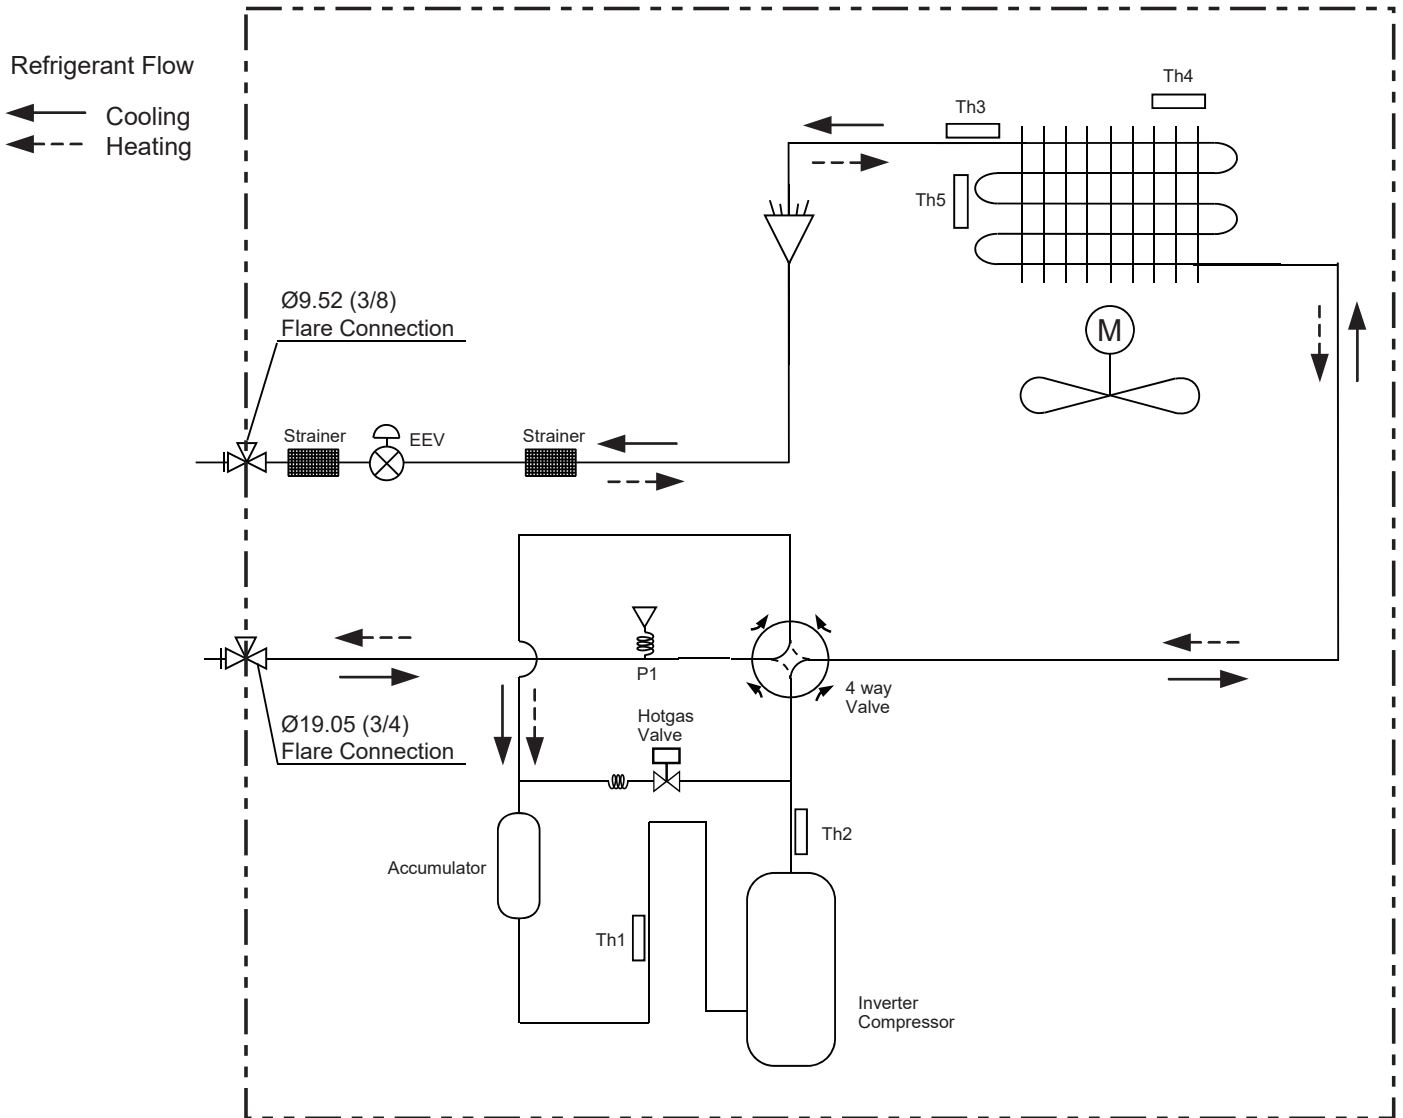 Refrigerant Flow
Cooling
Heating
Th4
Th3
Th5
M
Ø9.52 (3/8)
Flare Connection
Strainer
EEV
Strainer
P1
4 way
Valve
Hotgas
Valve
Ø19.05 (3/4)
Flare Connection
Th2
Accumulator
Th1
Inverter
Compressor